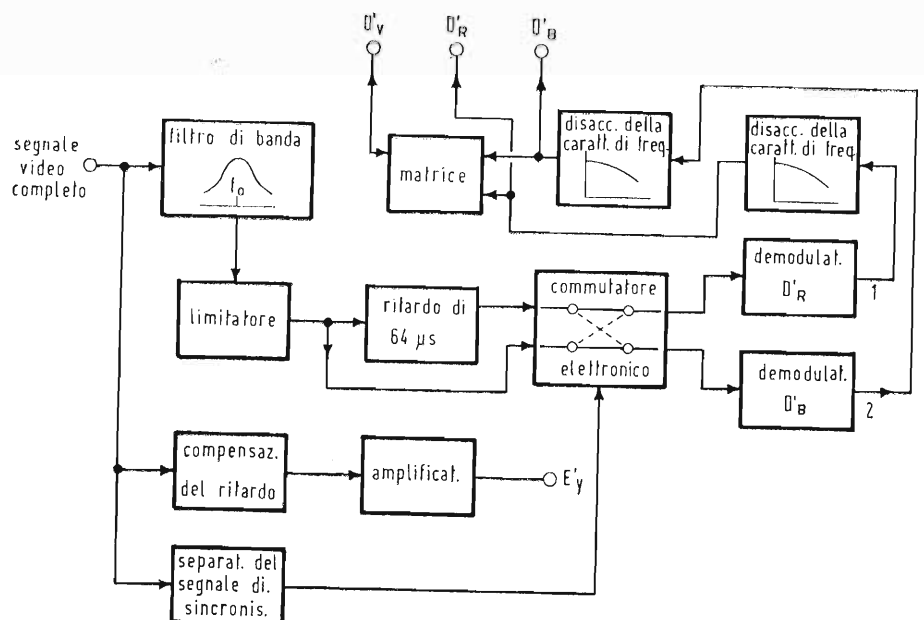 D'V
D'R
D'B
segnale
video
completo
filtro di banda
fo
matrice
disacc. della
caratt. di freq.
disacc. della
caratt. di freq.
limitatore
ritardo di
64 µs
commutatore
elettronico
demodulat.
D'R
1
demodulat.
D'B
2
compensaz.
del ritardo
amplificat.
E'y
separat. del
segnale di.
sincronis.